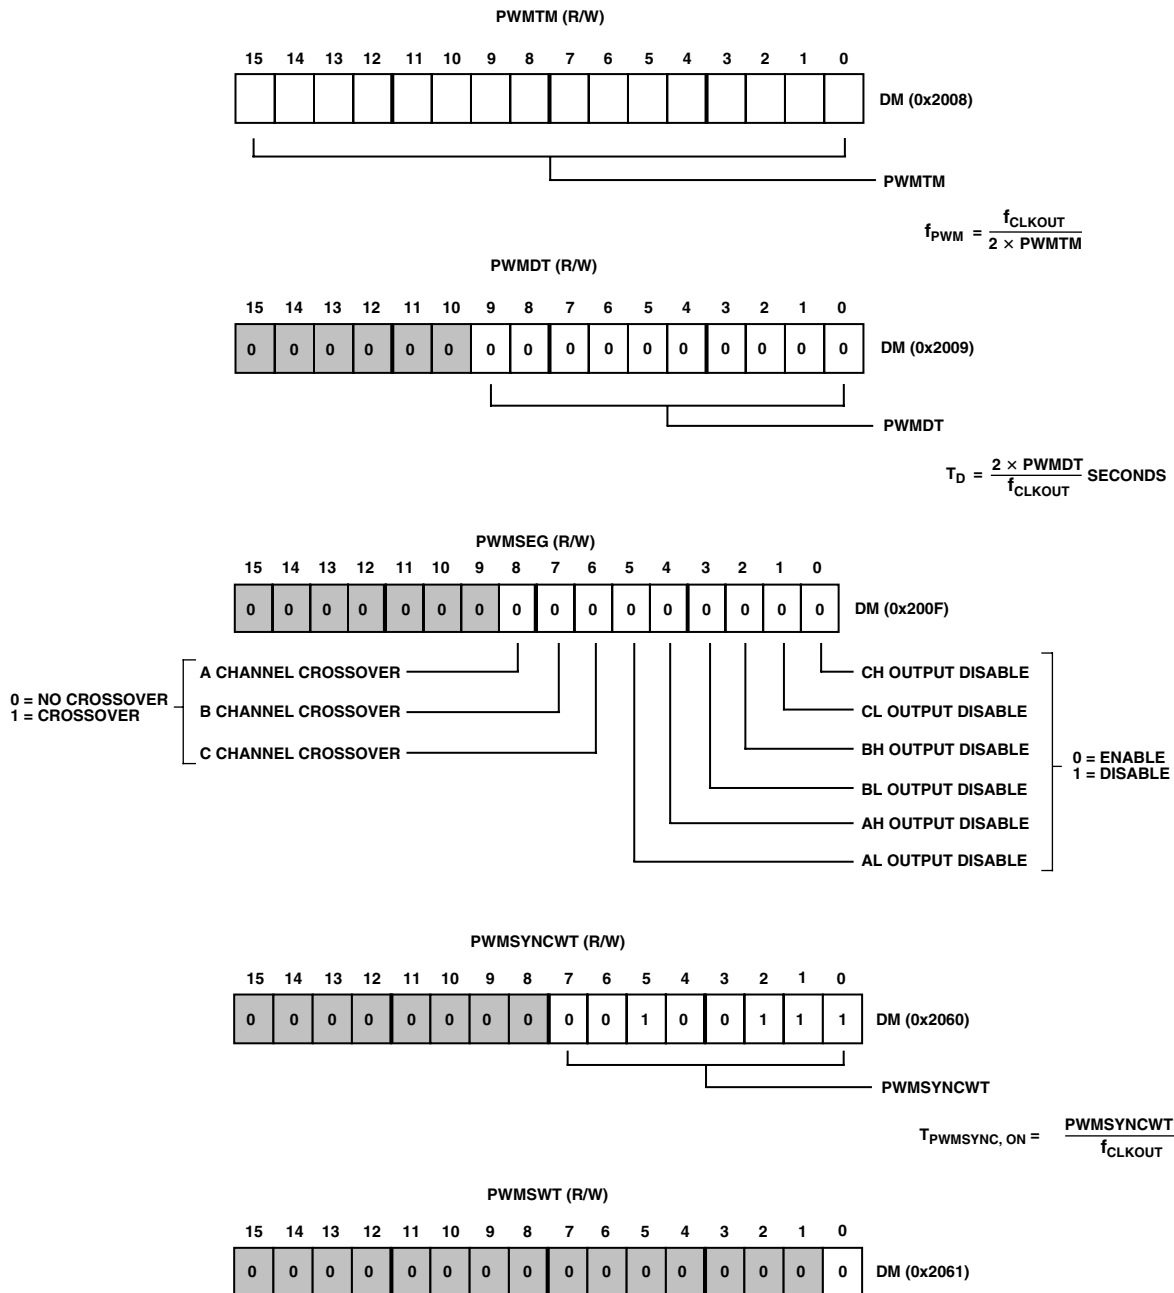 PWMTM (R/W)
15 14 13 12 11 10 9 8 7 6 5 4 3 2 1 0
DM (0x2008)
PWMTM
fPWM = fCLKOUT / 2 × PWMTM
PWMDT (R/W)
15 14 13 12 11 10 9 8 7 6 5 4 3 2 1 0
0 0 0 0 0 0 0 0 0 0 0 0 0 0 0 0 DM (0x2009)
PWMDT
TD = 2 × PWMDT / fCLKOUT SECONDS
PWMSEG (R/W)
15 14 13 12 11 10 9 8 7 6 5 4 3 2 1 0
0 0 0 0 0 0 0 0 0 0 0 0 0 0 0 0 DM (0x200F)
0 = NO CROSSOVER
1 = CROSSOVER
A CHANNEL CROSSOVER
B CHANNEL CROSSOVER
C CHANNEL CROSSOVER
CH OUTPUT DISABLE
CL OUTPUT DISABLE
BH OUTPUT DISABLE
BL OUTPUT DISABLE
AH OUTPUT DISABLE
AL OUTPUT DISABLE
0 = ENABLE
1 = DISABLE
PWMSYNCWT (R/W)
15 14 13 12 11 10 9 8 7 6 5 4 3 2 1 0
0 0 0 0 0 0 0 0 0 0 1 0 0 1 1 1 DM (0x2060)
PWMSYNCWT
TPWMSYNC, ON = PWMSYNCWT / fCLKOUT
PWMSWT (R/W)
15 14 13 12 11 10 9 8 7 6 5 4 3 2 1 0
0 0 0 0 0 0 0 0 0 0 0 0 0 0 0 0 DM (0x2061)